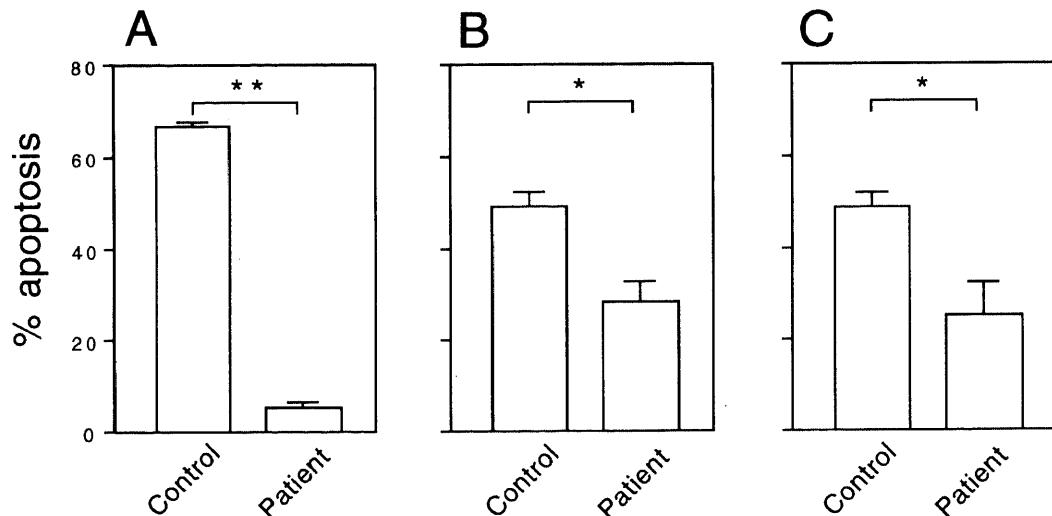 A
B
C
% apoptosis
80
60
40
20
0
* *
*
*
Control
Patient
Control
Patient
Control
Patient